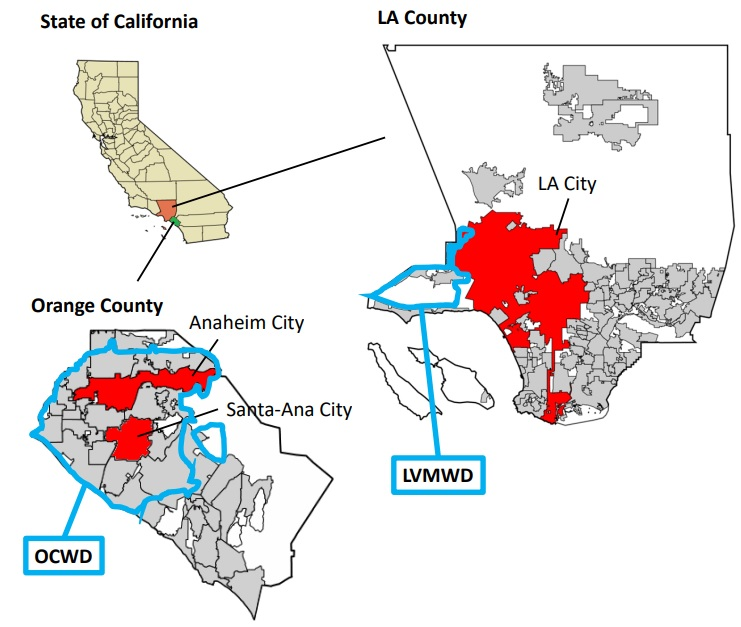 State of California
LA County
LA City
Orange County
Anaheim City
Santa-Ana City
LVMWD
OCWD